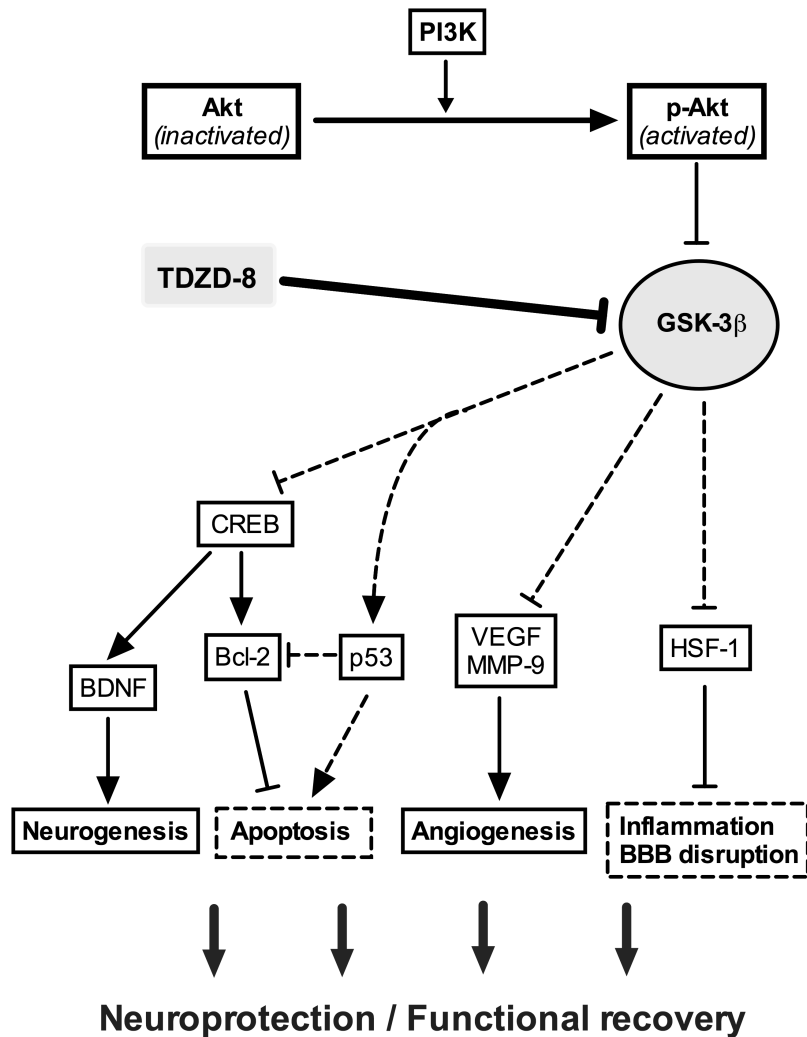 PI3K
Akt
(inactivated)
p-Akt
(activated)
TDZD-8
GSK-3β
CREB
VEGF
MMP-9
HSF-1
Bcl-2
p53
BDNF
Neurogenesis
Apoptosis
Angiogenesis
Inflammation
BBB disruption
Neuroprotection / Functional recovery